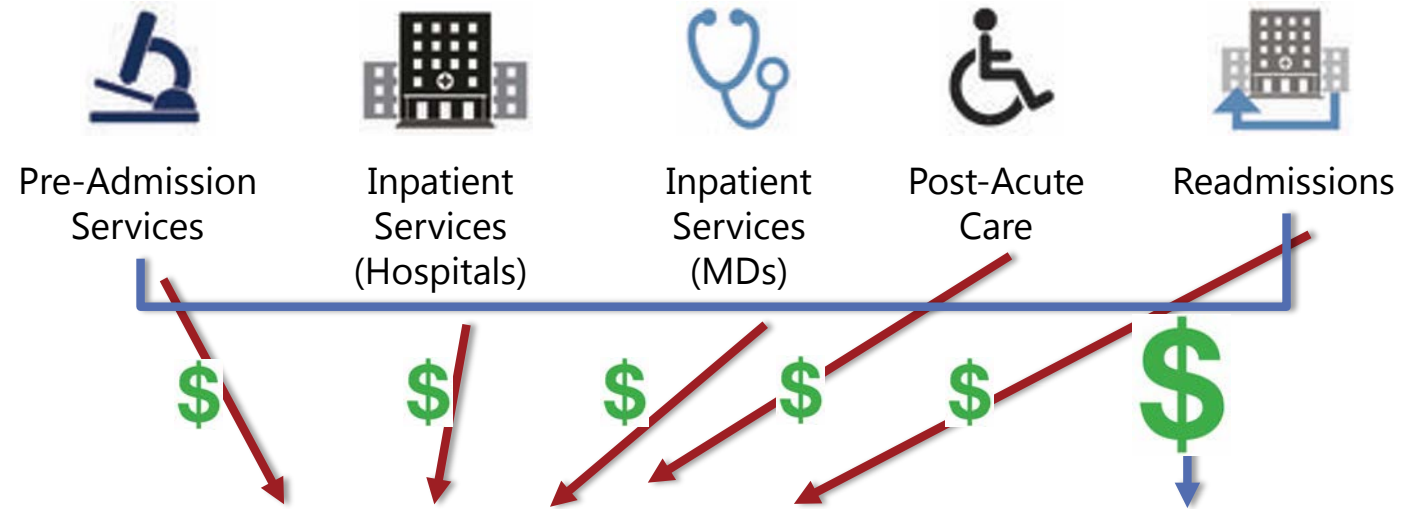 Pre-Admission
Services
Inpatient
Services
(Hospitals)
Inpatient
Services
(MDs)
Post-Acute
Care
Readmissions
$
$
$
$
$
$